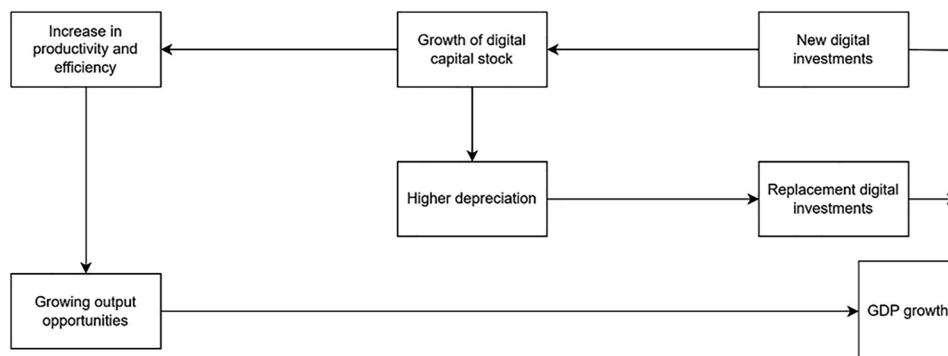 Increase in
productivity and
efficiency
Growth of digital
capital stock
New digital
investments
Higher depreciation
Replacement digital
investments
Growing output
opportunities
GDP growth